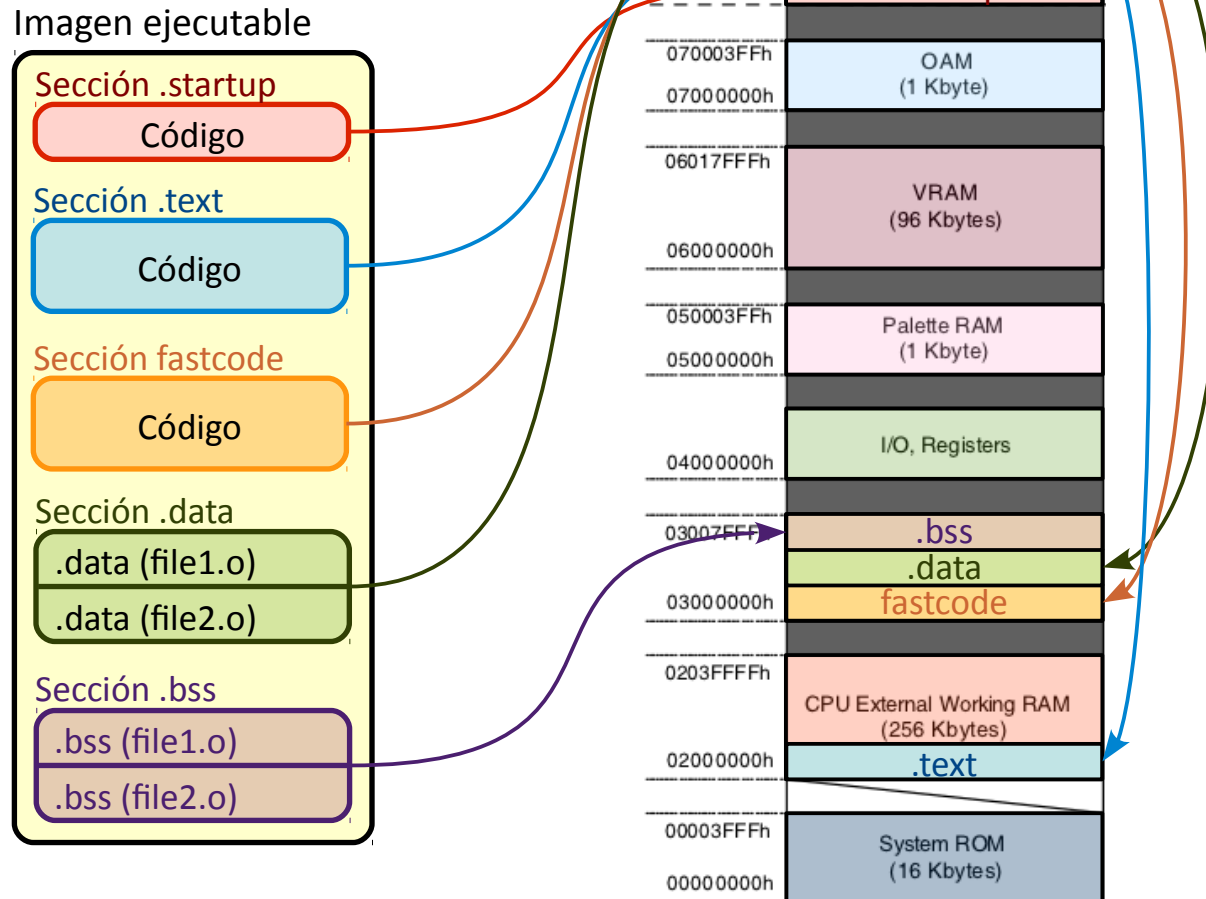 Imagen ejecutable
Sección .startup
Código
Sección .text
Código
Sección fastcode
Código
Sección .data
.data (file1.o)
.data (file2.o)
Sección .bss
.bss (file1.o)
.bss (file2.o)
070003FFh
OAM
(1 Kbyte)
07000000h
06017FFFh
VRAM
(96 Kbytes)
06000000h
050003FFh
Palette RAM
(1 Kbyte)
05000000h
I/O, Registers
04000000h
03007FFF
.bss
.data
03000000h
fastcode
0203FFFFh
CPU External Working RAM
(256 Kbytes)
02000000h
.text
00003FFFh
System ROM
(16 Kbytes)
00000000h